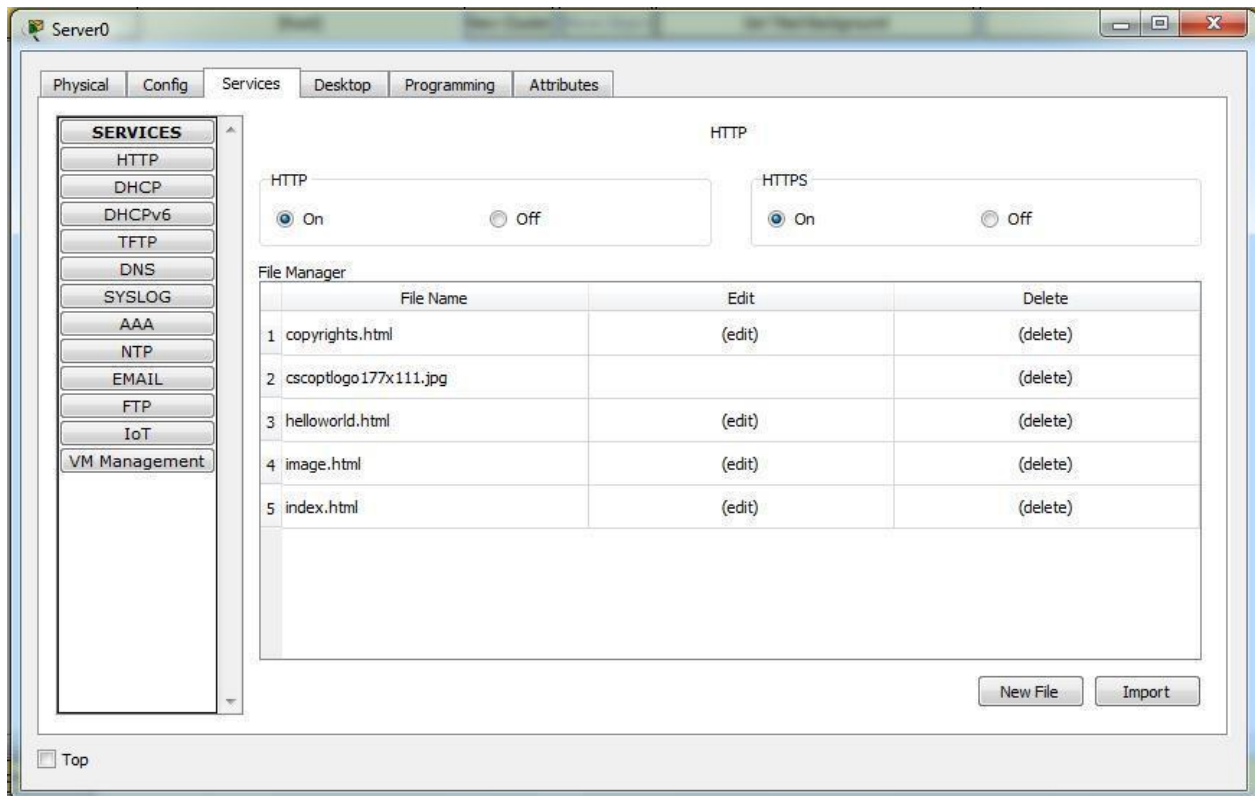 Server0
Physical Config Services Desktop Programming Attributes
SERVICES
HTTP
DHCP
DHCPv6
TFTP
DNS
SYSLOG
AAA
NTP
EMAIL
FTP
IoT
VM Management
HTTP
HTTP
On Off
HTTPS
On Off
File Manager
File Name Edit Delete
1 copyrights.html (edit) (delete)
2 cscoptlogo177x111.jpg (delete)
3 helloworld.html (edit) (delete)
4 image.html (edit) (delete)
5 index.html (edit) (delete)
New File Import
Top